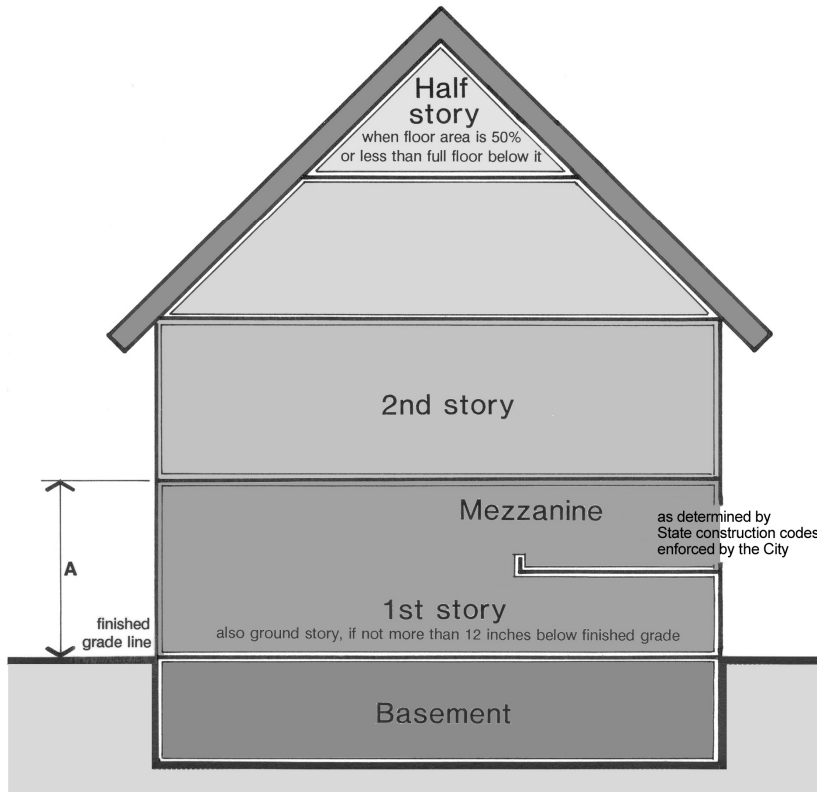 Half
story
when floor area is 50%
or less than full floor below it
2nd story
Mezzanine
as determined by
State construction codes
enforced by the City
A
1st story
also ground story, if not more than 12 inches below finished grade
finished
grade line
Basement